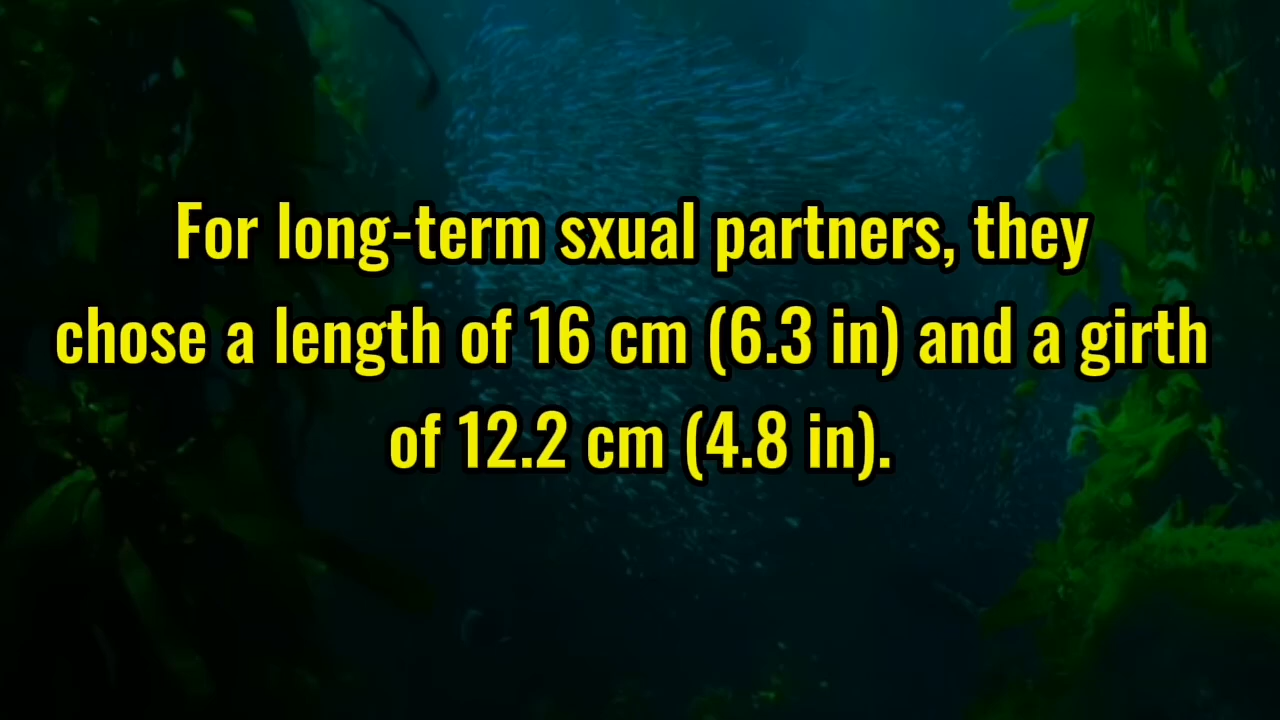 For long-term sxual partners, they
chose a length of 16 cm (6.3 in) and a girth
of 12.2 cm (4.8 in).